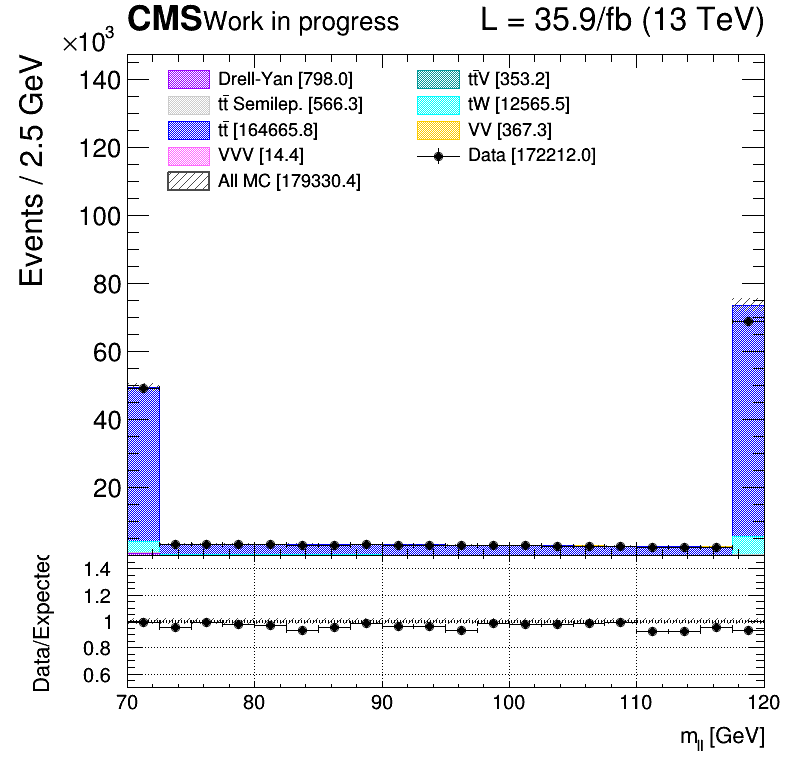 CMS Work in progress L = 35.9/fb (13 TeV)
×10³
Events / 2.5 GeV
140
120
100
80
60
40
20
Drell-Yan [798.0]
tt̄ Semilep. [566.3]
tt̄ [164665.8]
VVV [14.4]
All MC [179330.4]
tt̄V [353.2]
tW [12565.5]
VV [367.3]
Data [172212.0]
Data/Expected
1.4
1.2
1
0.8
0.6
70 80 90 100 110 120
m_ll [GeV]